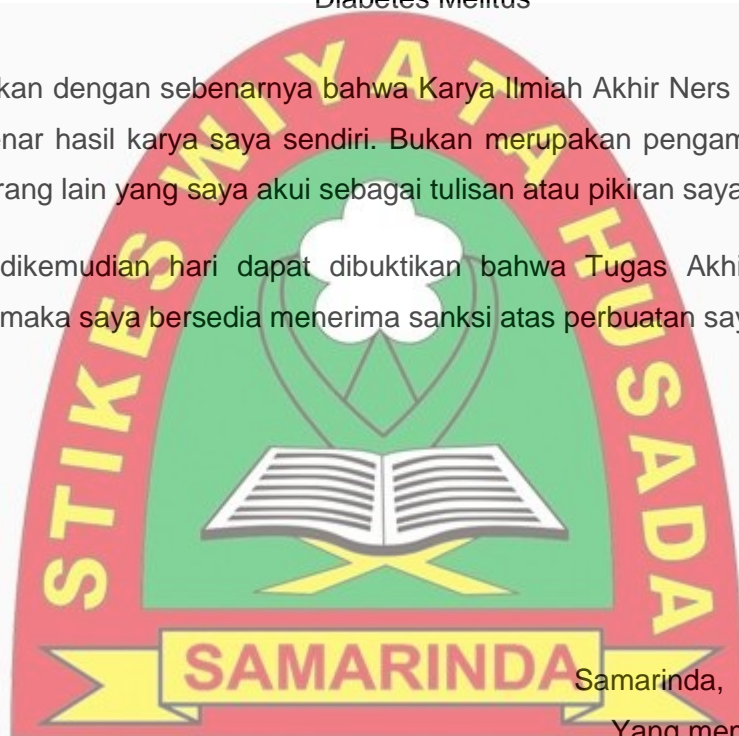 Diabetes Melitus
kan dengan sebenarnya bahwa Karya Ilmiah Akhir Ners
enar hasil karya saya sendiri. Bukan merupakan pengam
rang lain yang saya akui sebagai tulisan atau pikiran saya
dikemudian hari dapat dibuktikan bahwa Tugas Akhi
maka saya bersedia menerima sanksi atas perbuatan say
STIKES WIYATA HUSADA
SAMARINDA
Samarinda,
Yang men